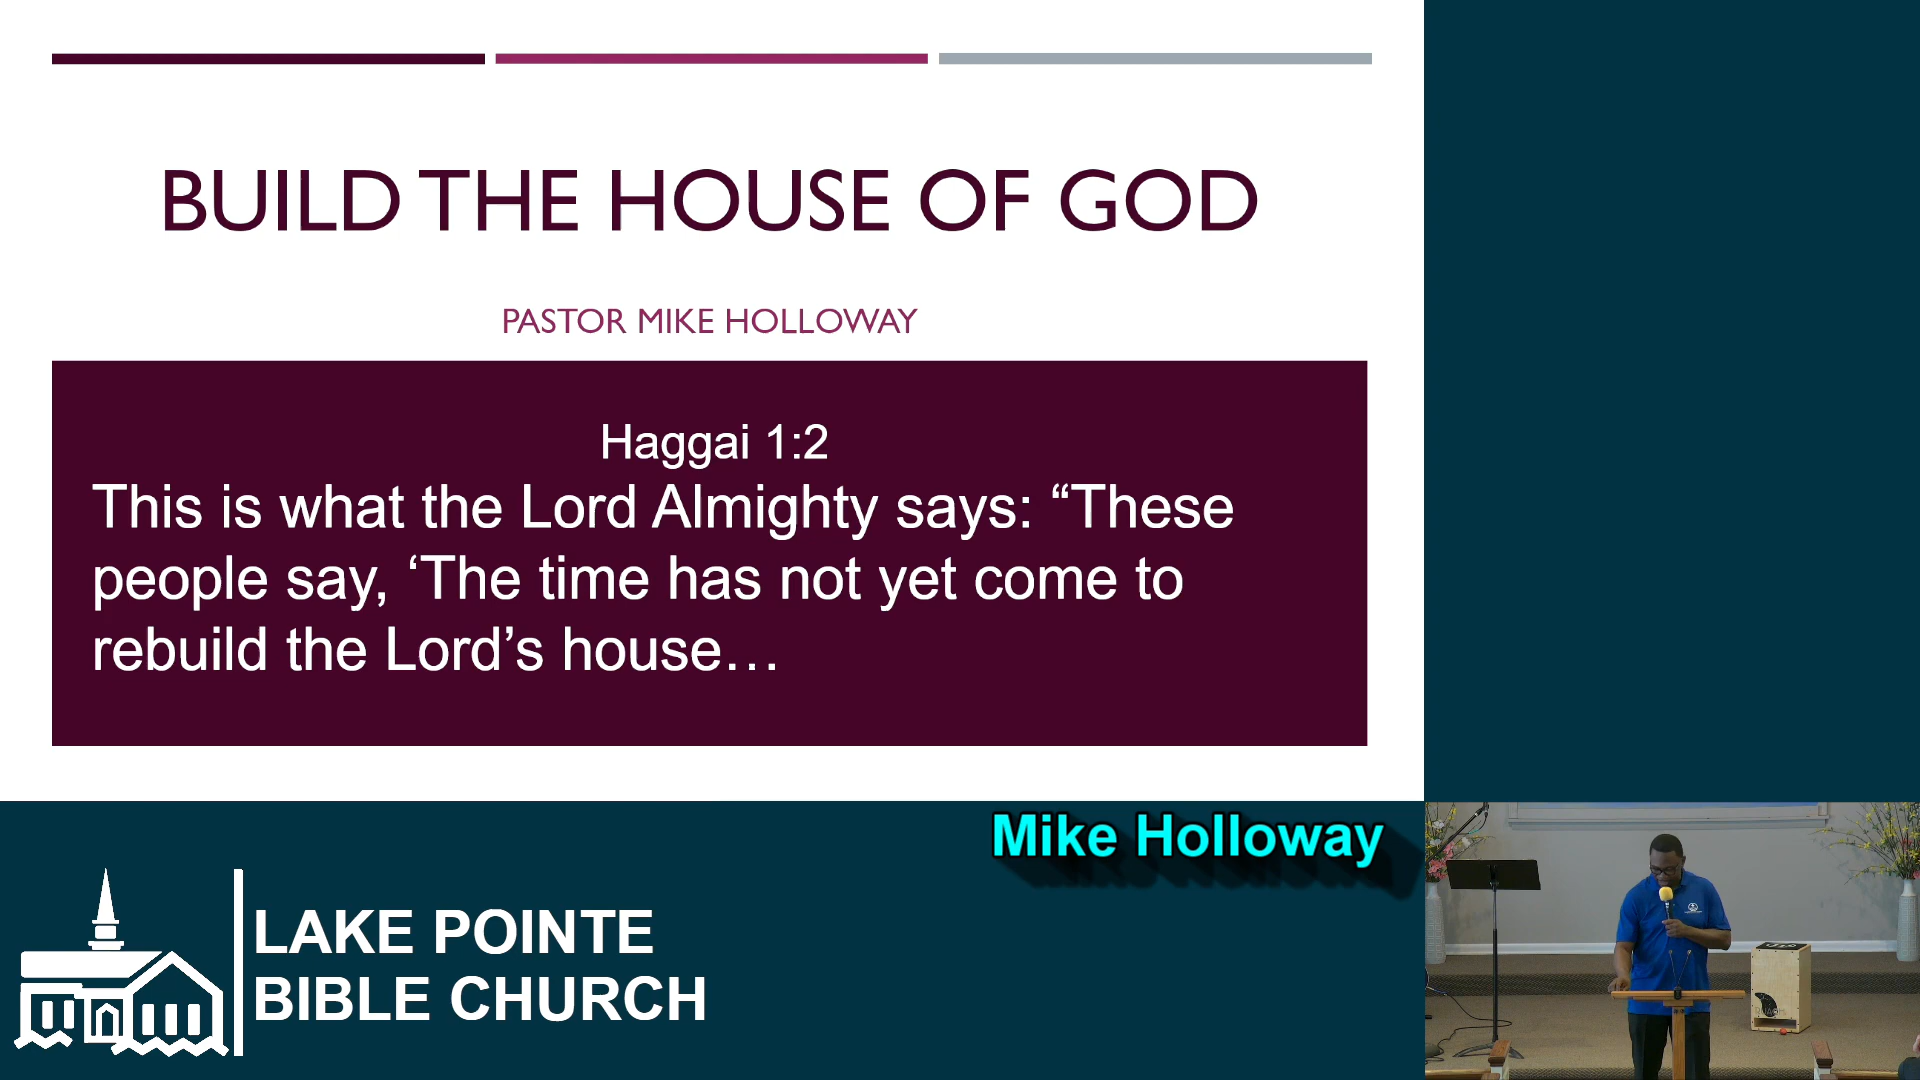 BUILD THE HOUSE OF GOD
PASTOR MIKE HOLLOWAY
Haggai 1:2
This is what the Lord Almighty says: “These
people say, ‘The time has not yet come to
rebuild the Lord’s house…
Mike Holloway
LAKE POINTE
BIBLE CHURCH